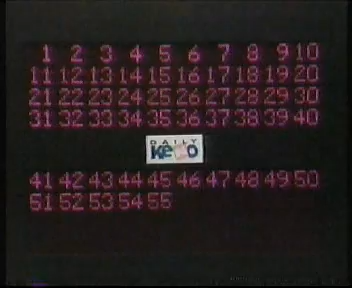 1 2 3 4 5 6 7 8 9 10
11 12 13 14 15 16 17 18 19 20
21 22 23 24 25 26 27 28 29 30
31 32 33 34 35 36 37 38 39 40
DAILY
Keno
41 42 43 44 45 46 47 48 49 50
51 52 53 54 55